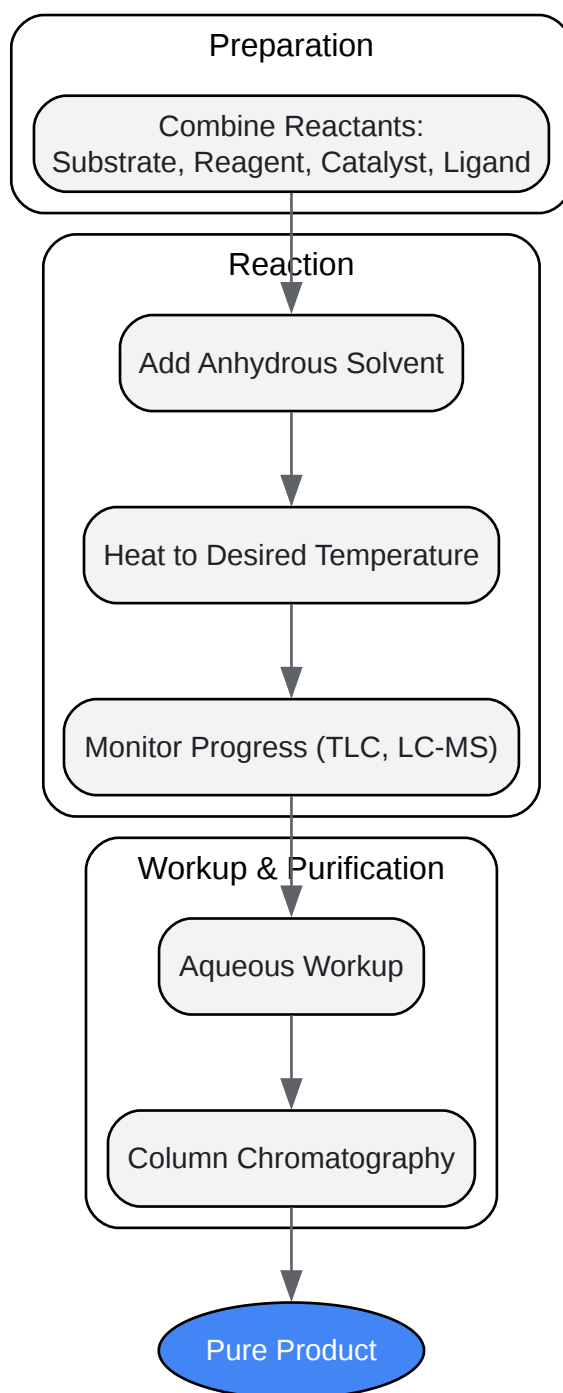 Preparation
Combine Reactants:
Substrate, Reagent, Catalyst, Ligand
Reaction
Add Anhydrous Solvent
Heat to Desired Temperature
Monitor Progress (TLC, LC-MS)
Workup & Purification
Aqueous Workup
Column Chromatography
Pure Product